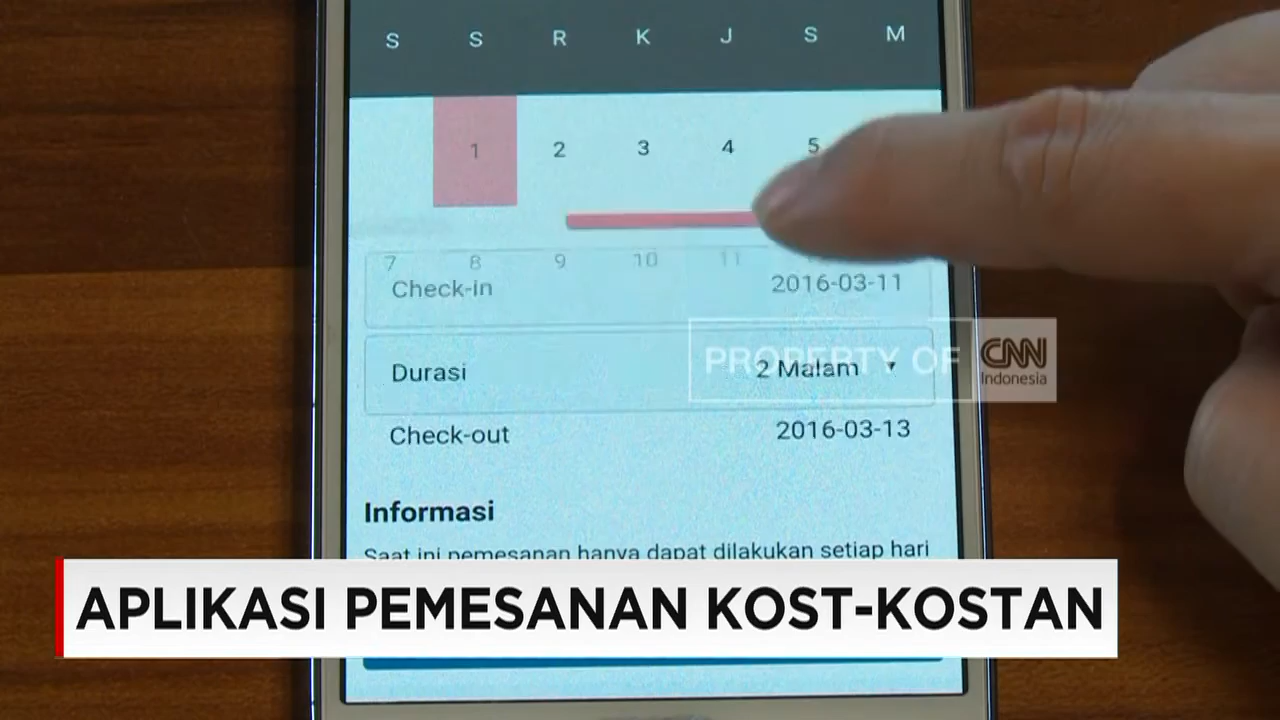 S S R K J S M
1 2 3 4 5
7 8 9 10 11
Check-in 2016-03-11
PROPERTY OF CNN Indonesia
Durasi 2 Malam
Check-out 2016-03-13
Informasi
Saat ini pemesanan hanya dapat dilakukan setiap hari
APLIKASI PEMESANAN KOST-KOSTAN